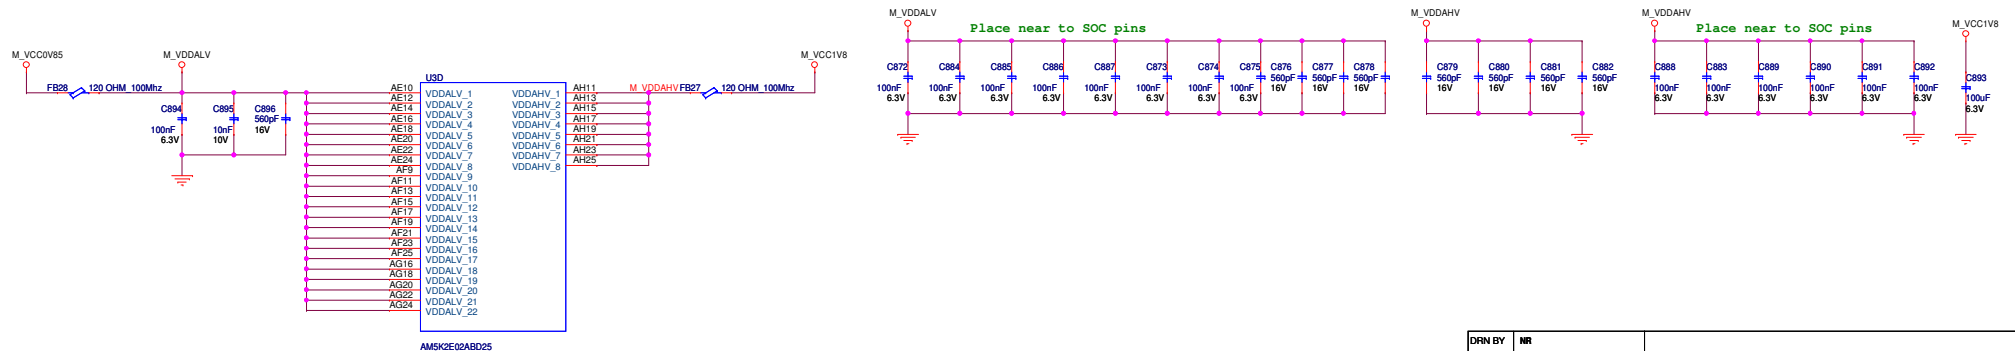 M_VCC0V85
FB28
120 OHM_100Mhz
M_VDDALV
C894
100nF
6.3V
C895
10nF
10V
C896
560pF
16V
U3D
AE10
AE12
AE14
AE16
AE18
AE20
AE22
AE24
AF9
AF11
AF13
AF15
AF17
AF19
AF21
AF23
AF25
AG16
AG18
AG20
AG22
AG24
VDDALV_1
VDDALV_2
VDDALV_3
VDDALV_4
VDDALV_5
VDDALV_6
VDDALV_7
VDDALV_8
VDDALV_9
VDDALV_10
VDDALV_11
VDDALV_12
VDDALV_13
VDDALV_14
VDDALV_15
VDDALV_16
VDDALV_17
VDDALV_18
VDDALV_19
VDDALV_20
VDDALV_21
VDDALV_22
VDDAHV_1
VDDAHV_2
VDDAHV_3
VDDAHV_4
VDDAHV_5
VDDAHV_6
VDDAHV_7
VDDAHV_8
AH11
AH13
AH15
AH17
AH19
AH21
AH23
AH25
AM5K2E02ABD25
M_VDDAHV
FB27
120 OHM_100Mhz
M_VCC1V8
M_VDDALV
Place near to SOC pins
C872
100nF
6.3V
C884
100nF
6.3V
C885
100nF
6.3V
C886
100nF
6.3V
C887
100nF
6.3V
C873
100nF
6.3V
C874
100nF
6.3V
C875
100nF
6.3V
C876
560pF
16V
C877
560pF
16V
C878
560pF
16V
M_VDDAHV
C879
560pF
16V
C880
560pF
16V
C881
560pF
16V
C882
560pF
16V
M_VDDAHV
Place near to SOC pins
C888
100nF
6.3V
C883
100nF
6.3V
C889
100nF
6.3V
C890
100nF
6.3V
C891
100nF
6.3V
C892
100nF
6.3V
M_VCC1V8
C893
100uF
6.3V
DRN BY
NR